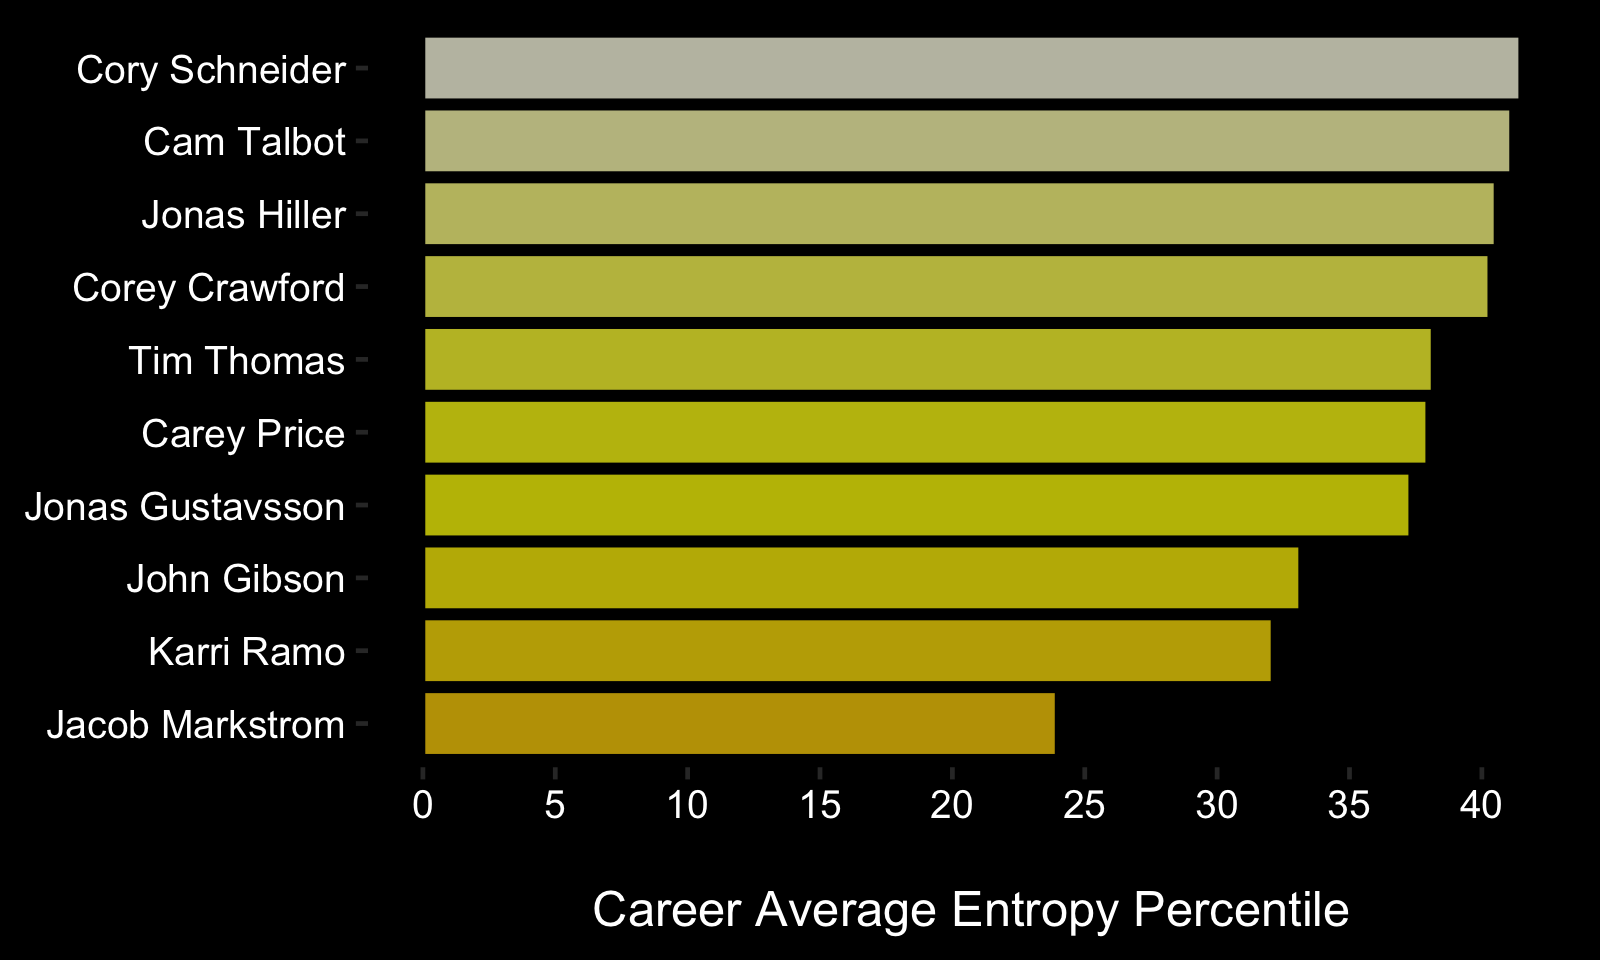 Cory Schneider
Cam Talbot
Jonas Hiller
Corey Crawford
Tim Thomas
Carey Price
Jonas Gustavsson
John Gibson
Karri Ramo
Jacob Markstrom
0 5 10 15 20 25 30 35 40
Career Average Entropy Percentile